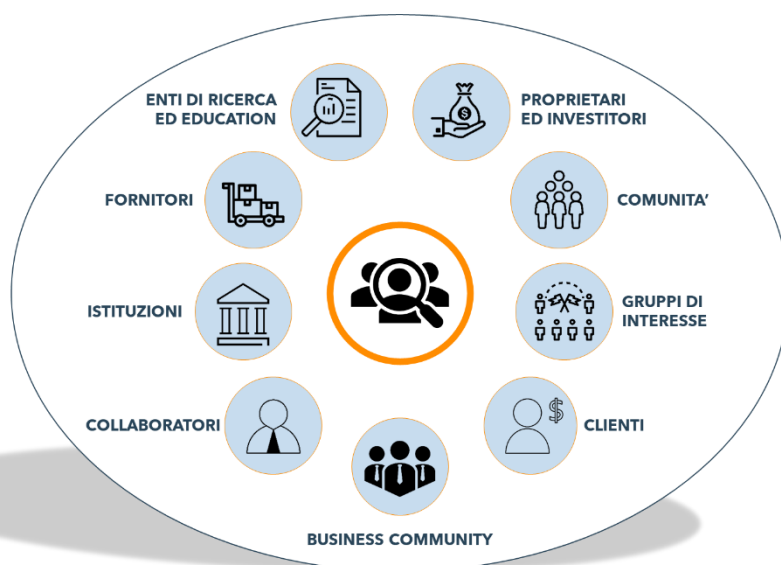 ENTI DI RICERCA
ED EDUCATION
PROPRIETARI
ED INVESTITORI
FORNITORI
COMUNITA’
ISTITUZIONI
GRUPPI DI
INTERESSE
COLLABORATORI
CLIENTI
BUSINESS COMMUNITY